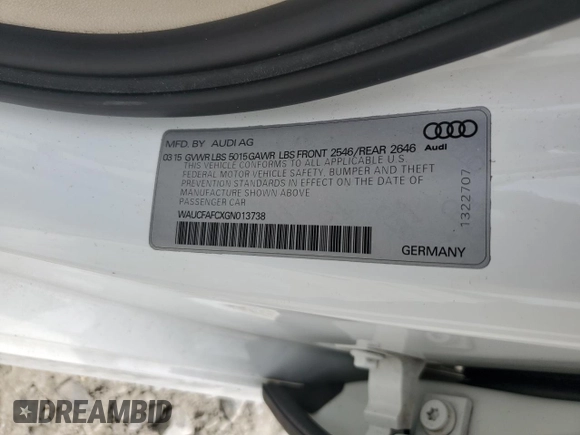 MFD. BY AUDI AG
03 15 GVWR LBS 5015 GAWR LBS FRONT 2546/REAR 2646
THIS VEHICLE CONFORMS TO ALL APPLICABLE U.S.
FEDERAL MOTOR VEHICLE SAFETY, BUMPER AND THEFT
PREVENTION STANDARDS IN EFFECT ON THE DATE OF
MANUFACTURE SHOWN ABOVE
PASSENGER CAR
WAUCFAFCXGN013738
Audi
1322707
GERMANY
DREAMBID